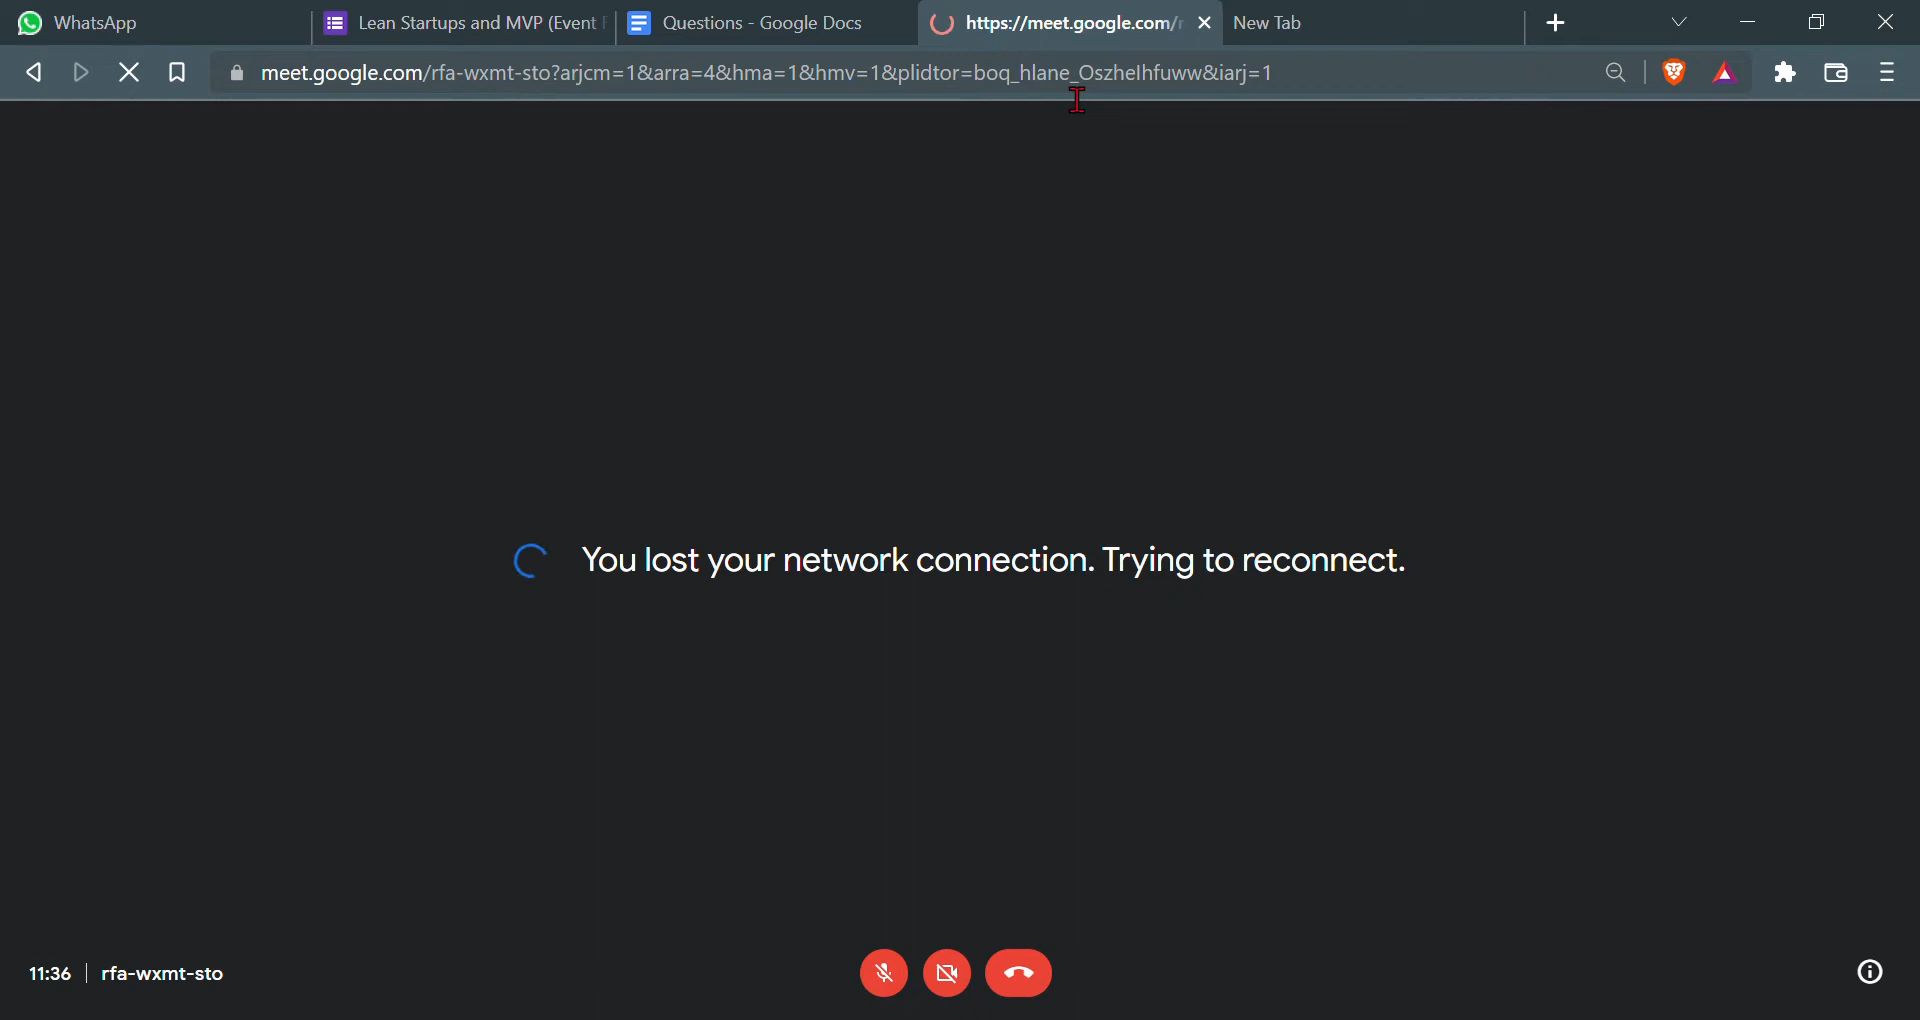 WhatsApp
Lean Startups and MVP (Event
Questions - Google Docs
https://meet.google.com/
New Tab
meet.google.com/rfa-wxmt-sto?arjcm=1&arra=4&hma=1&hmv=1&plidtor=boq_hlane_OszhelhfuwwW&iarj=1
You lost your network connection. Trying to reconnect.
11:36 | rfa-wxmt-sto